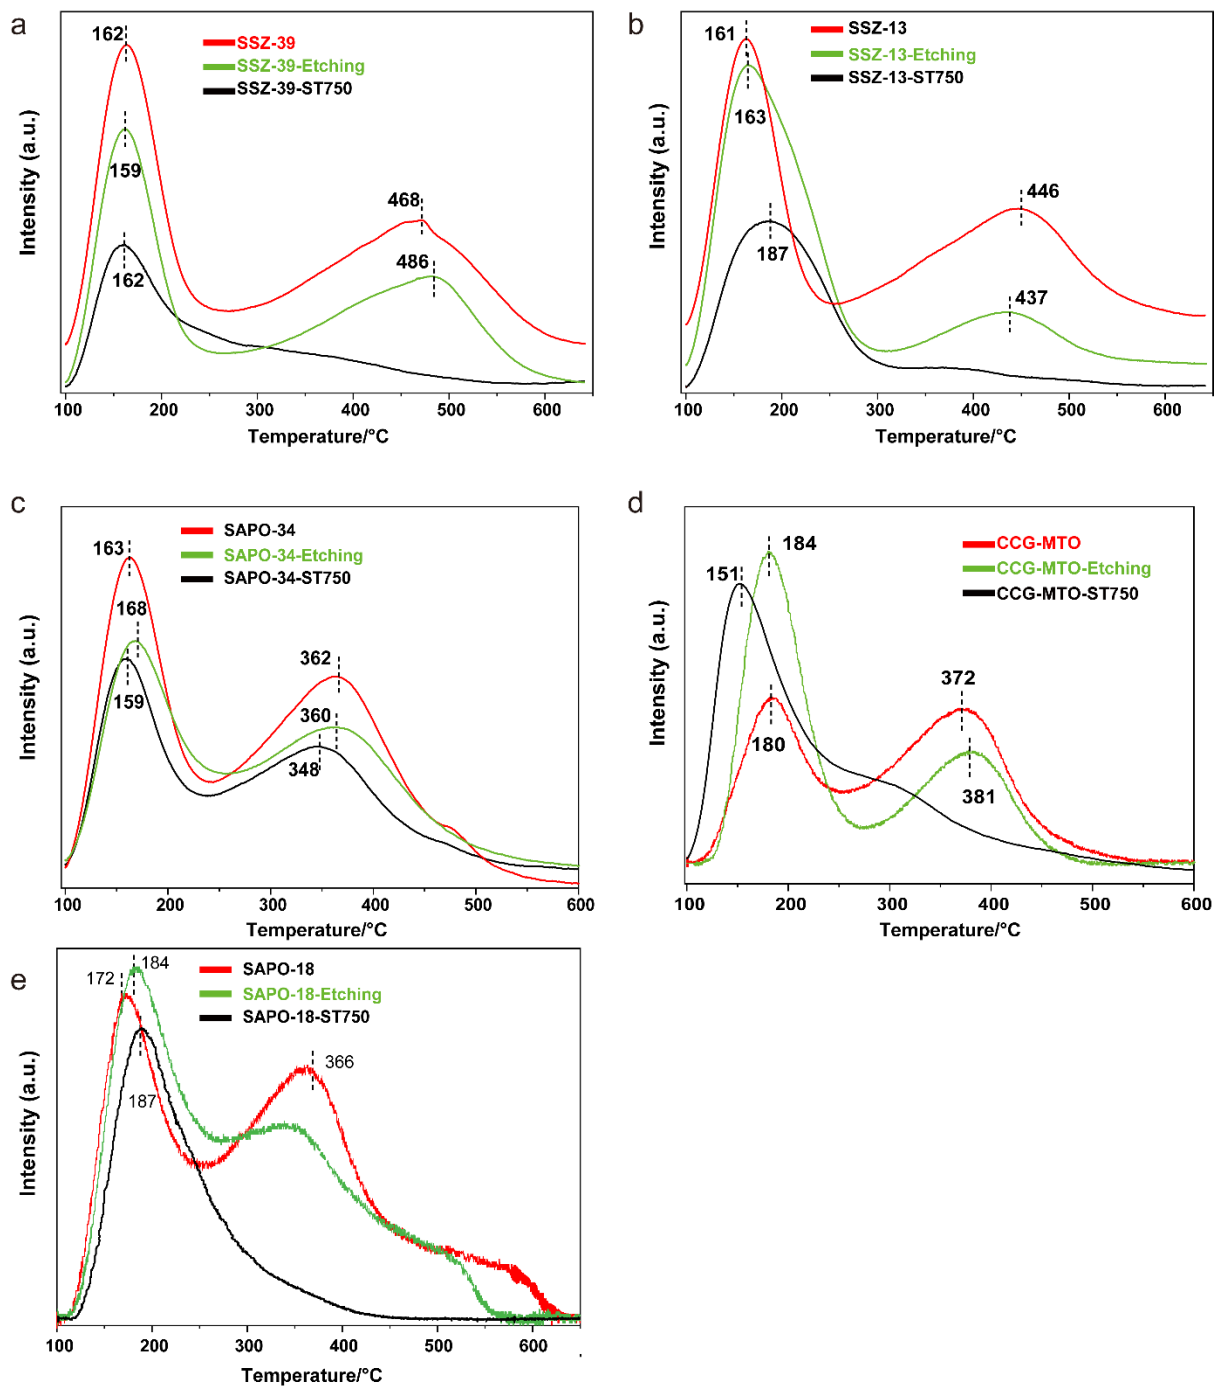 a
162
SSZ-39
SSZ-39-Etching
SSZ-39-ST750
159
162
468
486
Intensity (a.u.)
100 200 300 400 500 600
Temperature/°C
b
161
SSZ-13
SSZ-13-Etching
SSZ-13-ST750
163
187
446
437
Intensity (a.u.)
100 200 300 400 500 600
Temperature/°C
c
163
SAPO-34
SAPO-34-Etching
SAPO-34-ST750
168
159
362
360
348
Intensity (a.u.)
100 200 300 400 500 600
Temperature/°C
d
184
CCG-MTO
CCG-MTO-Etching
CCG-MTO-ST750
151
180
372
381
Intensity (a.u.)
100 200 300 400 500 600
Temperature/°C
e
172 184
SAPO-18
SAPO-18-Etching
SAPO-18-ST750
187
366
Intensity (a.u.)
100 200 300 400 500 600
Temperature/°C